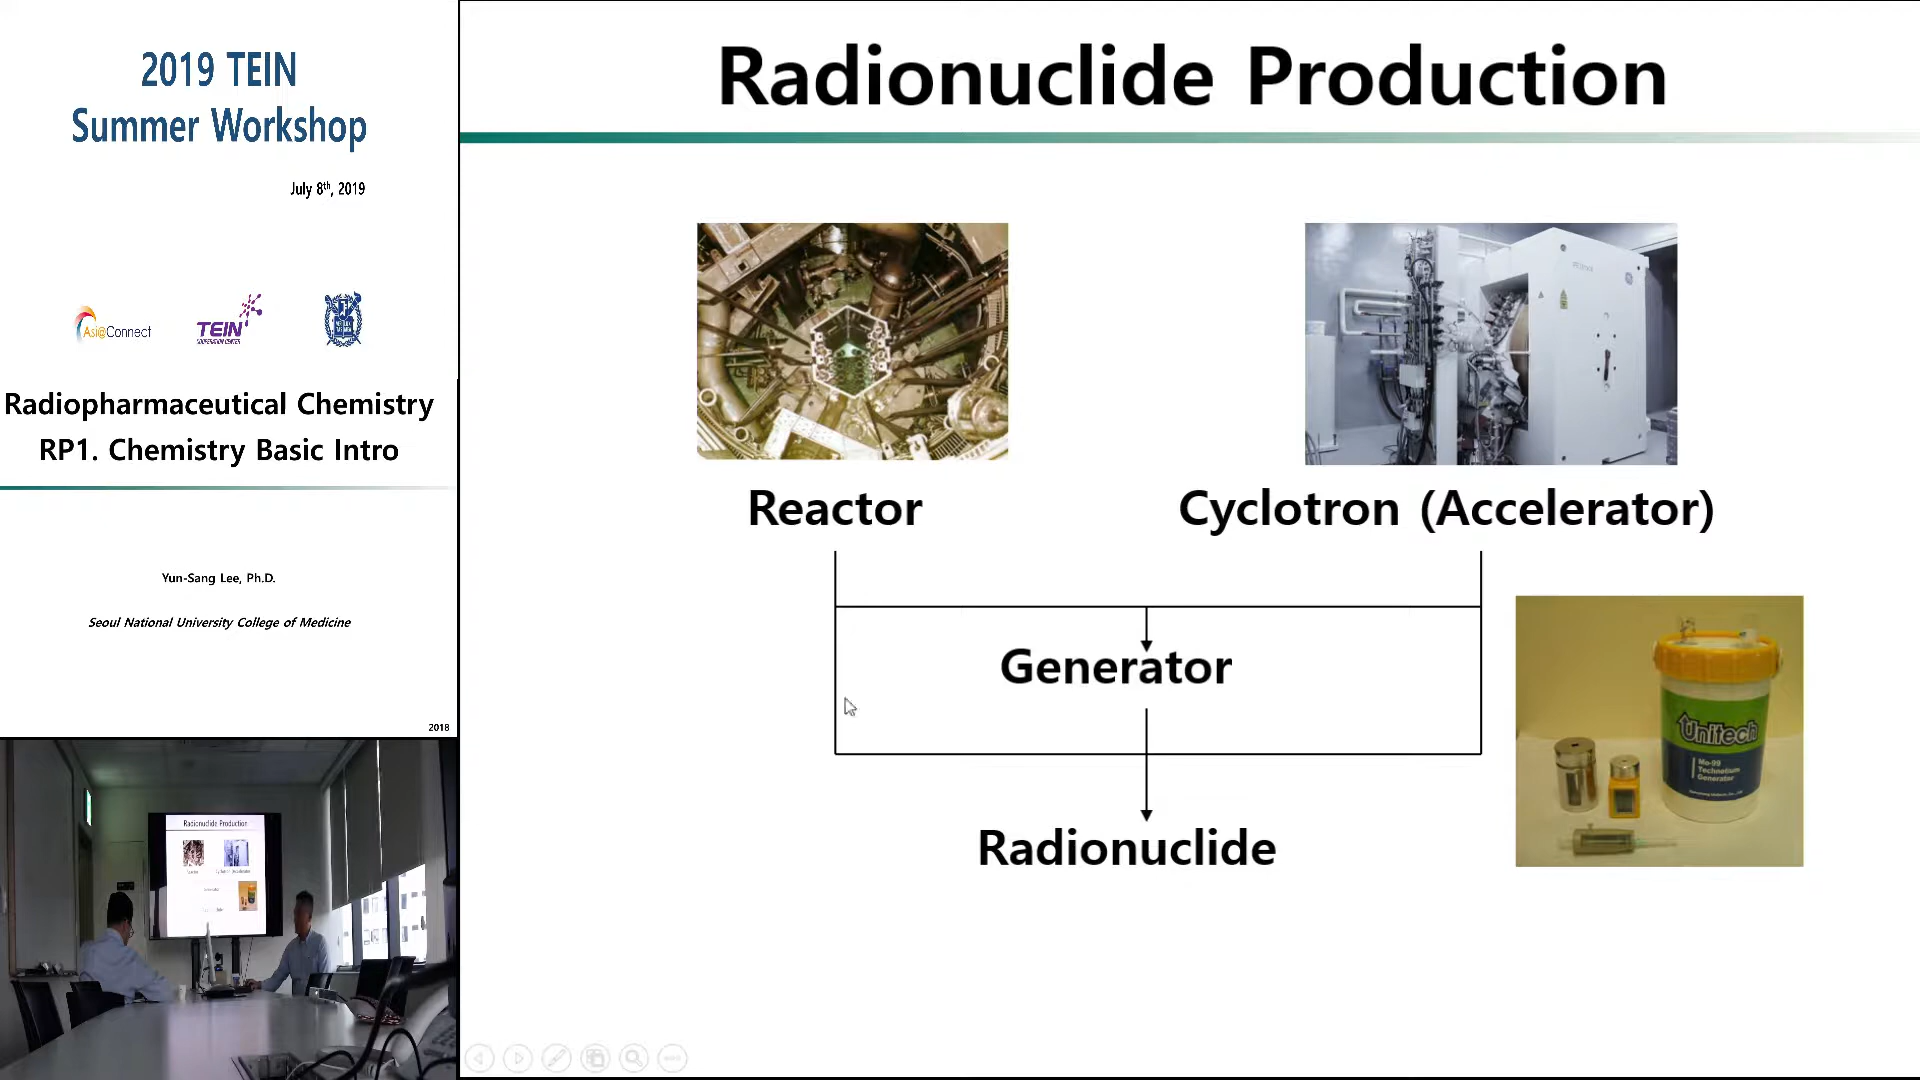 2019 TEIN
Summer Workshop
July 8th, 2019
Asi@Connect
TEIN
COOPERATION CENTER
Radiopharmaceutical Chemistry
RP1. Chemistry Basic Intro
Yun-Sang Lee, Ph.D.
Seoul National University College of Medicine
2018
Radionuclide Production
Reactor
Cyclotron (Accelerator)
Generator
Radionuclide
Unitech
Mo-99
Technetium
Generator
Radionuclide Production